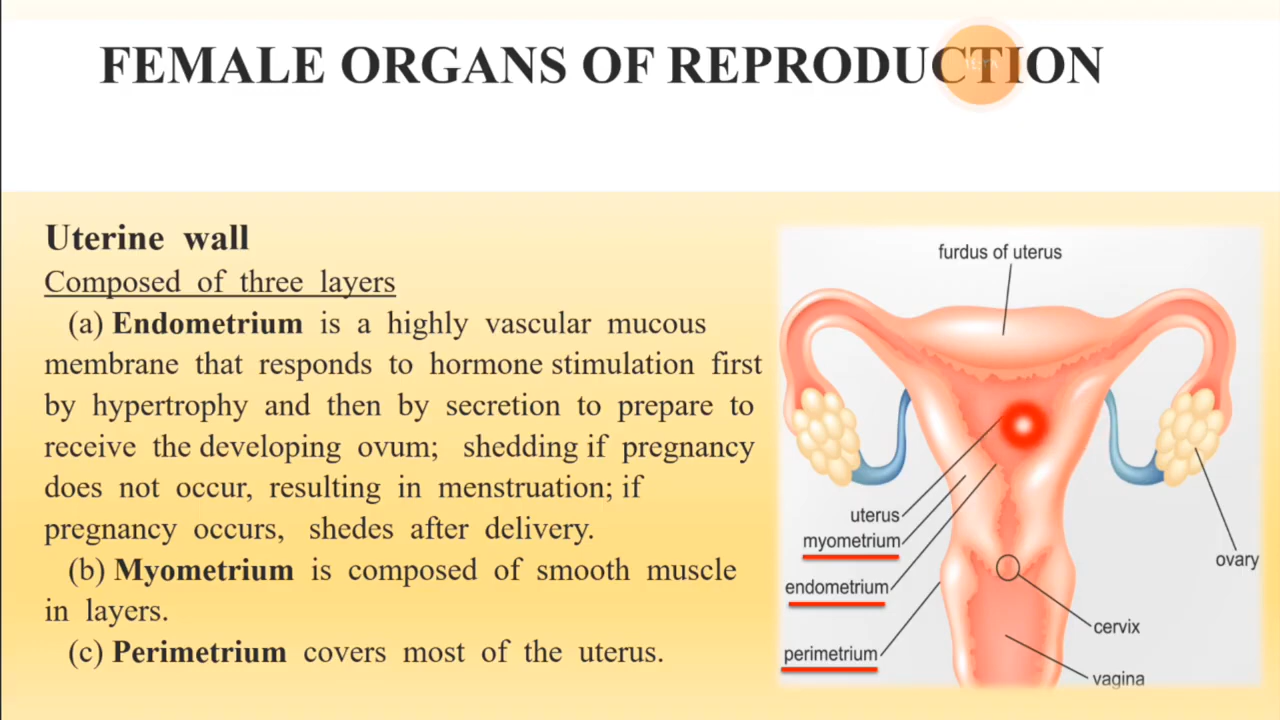 FEMALE ORGANS OF REPRODUCTION
Uterine wall
Composed of three layers
(a) Endometrium is a highly vascular mucous
membrane that responds to hormone stimulation first
by hypertrophy and then by secretion to prepare to
receive the developing ovum; shedding if pregnancy
does not occur, resulting in menstruation; if
pregnancy occurs, shedes after delivery.
(b) Myometrium is composed of smooth muscle
in layers.
(c) Perimetrium covers most of the uterus.
furdus of uterus
uterus
myometrium
endometrium
perimetrium
ovary
cervix
vagina